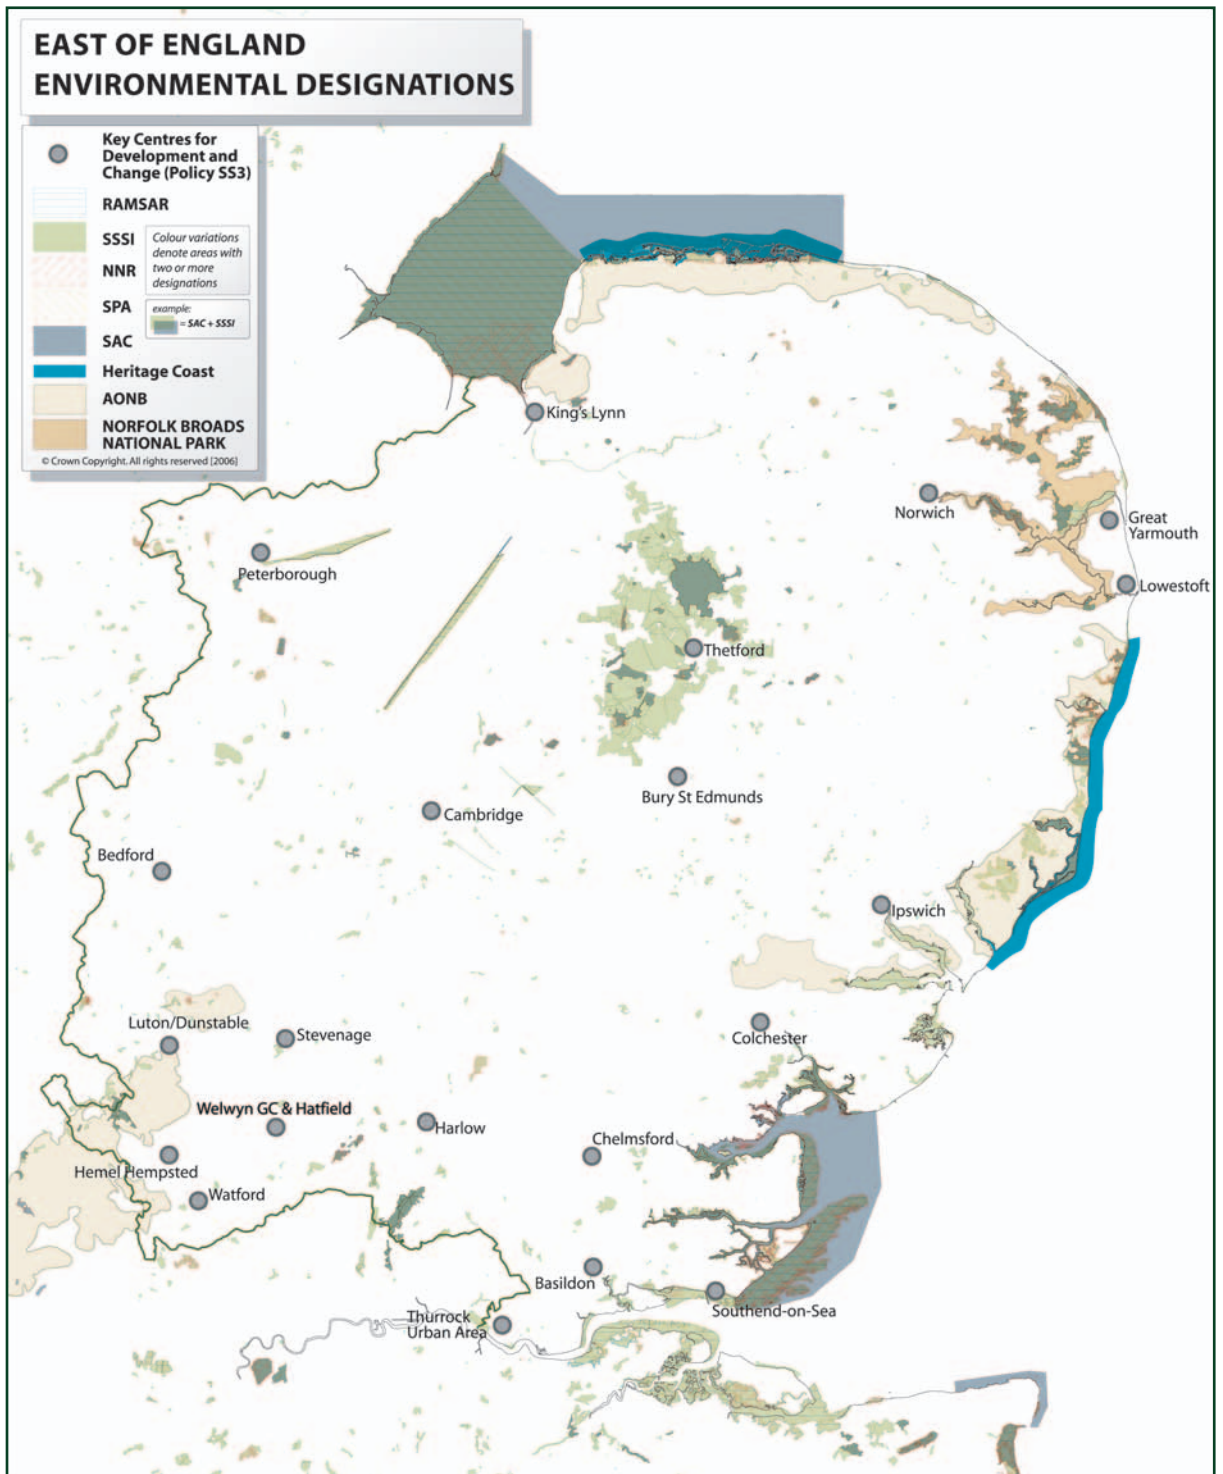 EAST OF ENGLAND
ENVIRONMENTAL DESIGNATIONS
Key Centres for
Development and
Change (Policy SS3)
RAMSAR
SSSI
NNR
SPA
SAC
Colour variations
denote areas with
two or more
designations
example:
= SAC + SSSI
Heritage Coast
AONB
NORFOLK BROADS
NATIONAL PARK
© Crown Copyright. All rights reserved [2006]
King's Lynn
Norwich
Great
Yarmouth
Peterborough
Lowestoft
Thetford
Bury St Edmunds
Cambridge
Bedford
Ipswich
Luton/Dunstable
Stevenage
Colchester
Welwyn GC & Hatfield
Harlow
Chelmsford
Hemel Hempsted
Watford
Basildon
Southend-on-Sea
Thurrock
Urban Area